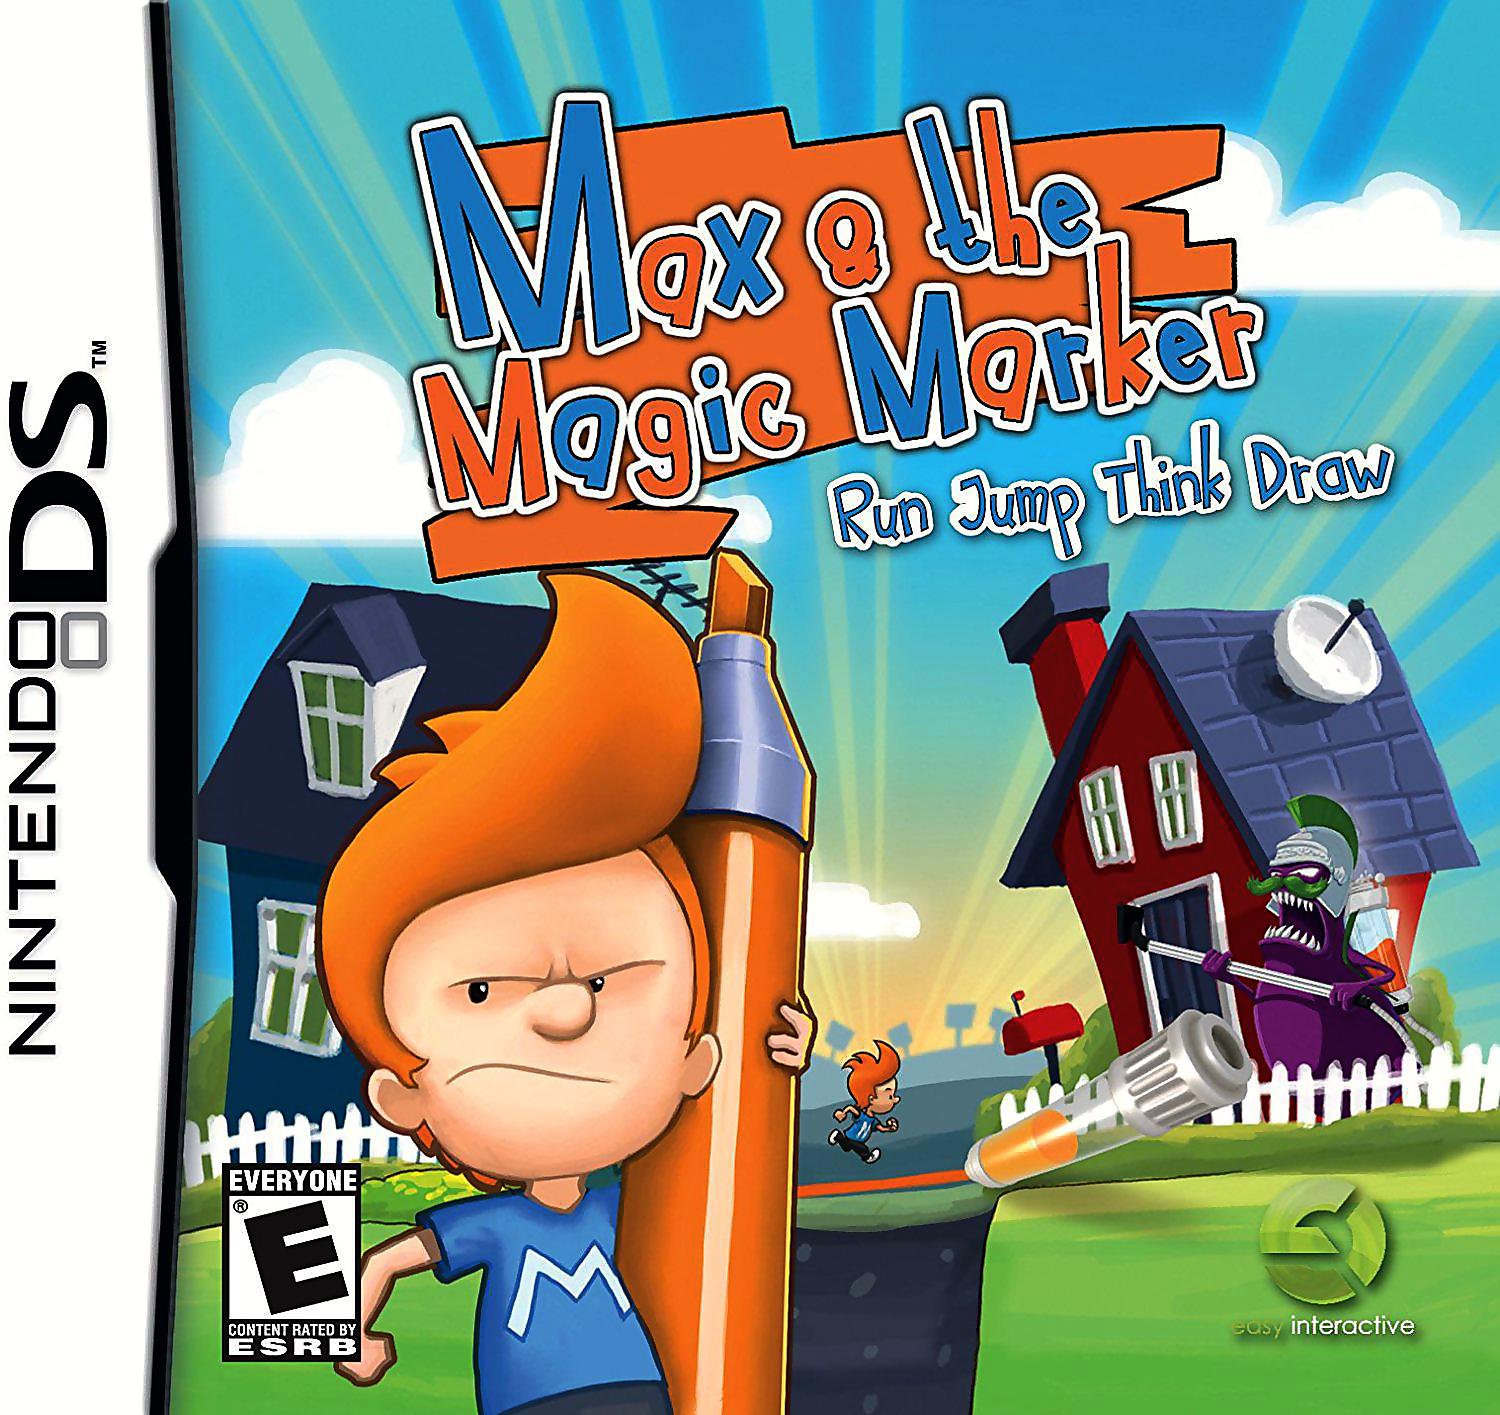 NINTENDO DS™
Max & the
Magic Marker
Run Jump Think Draw
M
EVERYONE
®
E
CONTENT RATED BY
ESRB
easy interactive